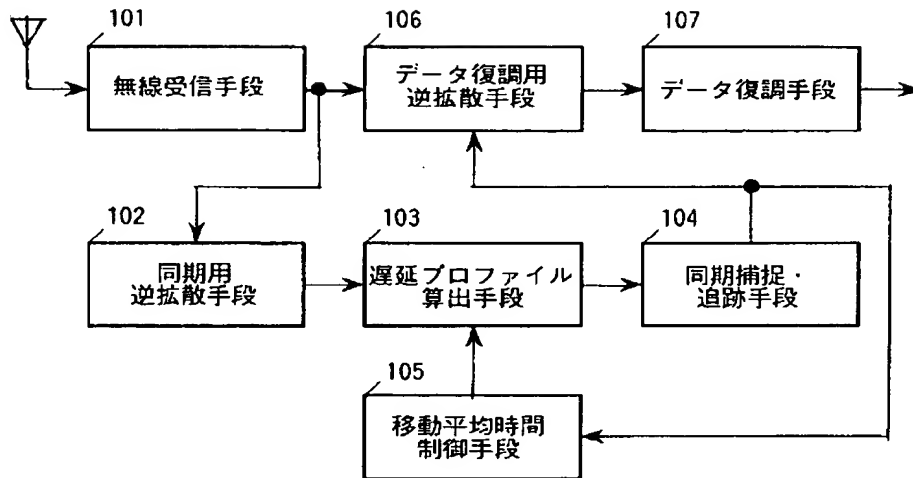 101
無線受信手段
106
データ復調用
逆拡散手段
107
データ復調手段
102
同期用
逆拡散手段
103
遅延プロファイル
算出手段
104
同期捕捉・
追跡手段
105
移動平均時間
制御手段